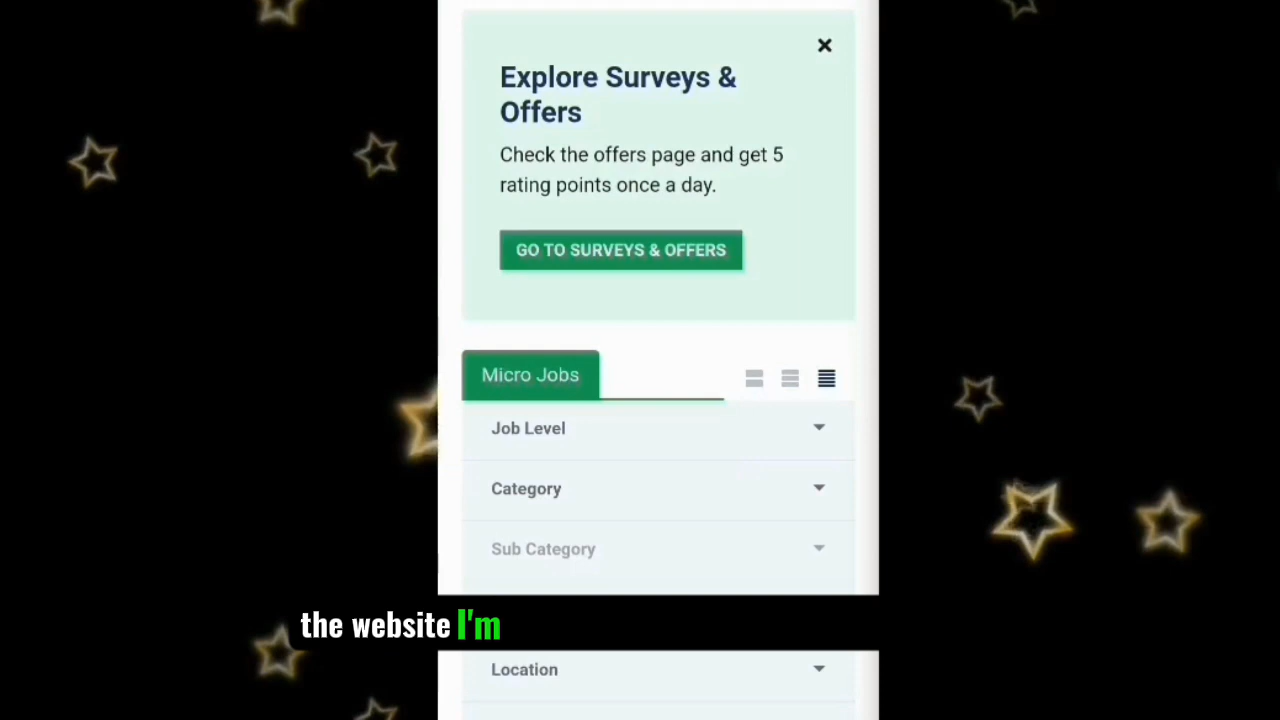 Explore Surveys &
Offers
Check the offers page and get 5
rating points once a day.
GO TO SURVEYS & OFFERS
Micro Jobs
Job Level
Category
Sub Category
the website I'm
Location